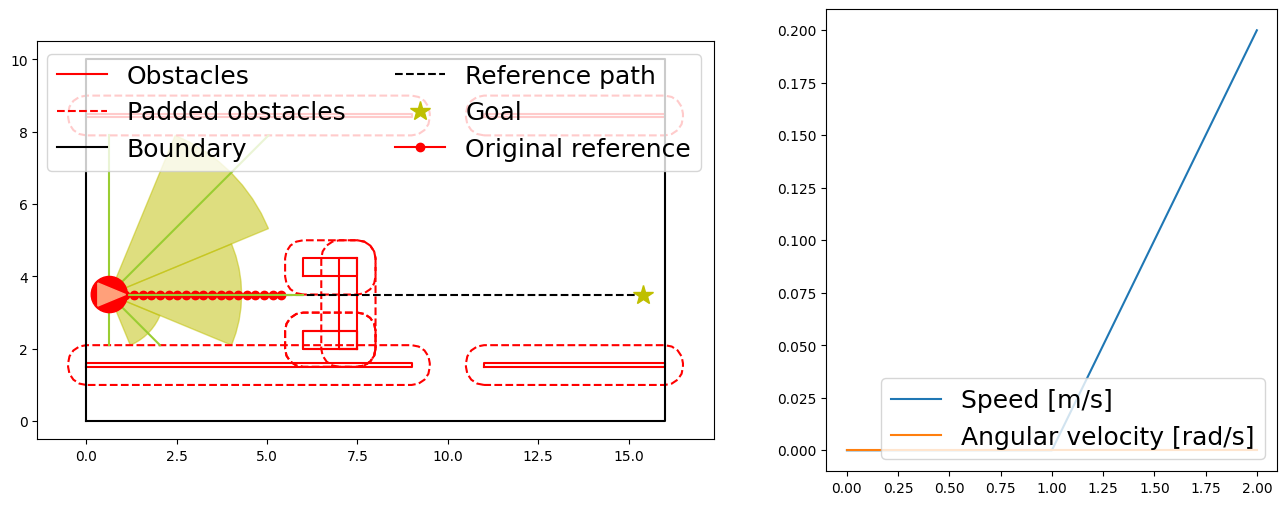 10
8
6
4
2
0
Obstacles
Padded obstacles
Boundary
Reference path
Goal
Original reference
0.0 2.5 5.0 7.5 10.0 12.5 15.0
0.200
0.175
0.150
0.125
0.100
0.075
0.050
0.025
0.000
Speed [m/s]
Angular velocity [rad/s]
0.00 0.25 0.50 0.75 1.00 1.25 1.50 1.75 2.00